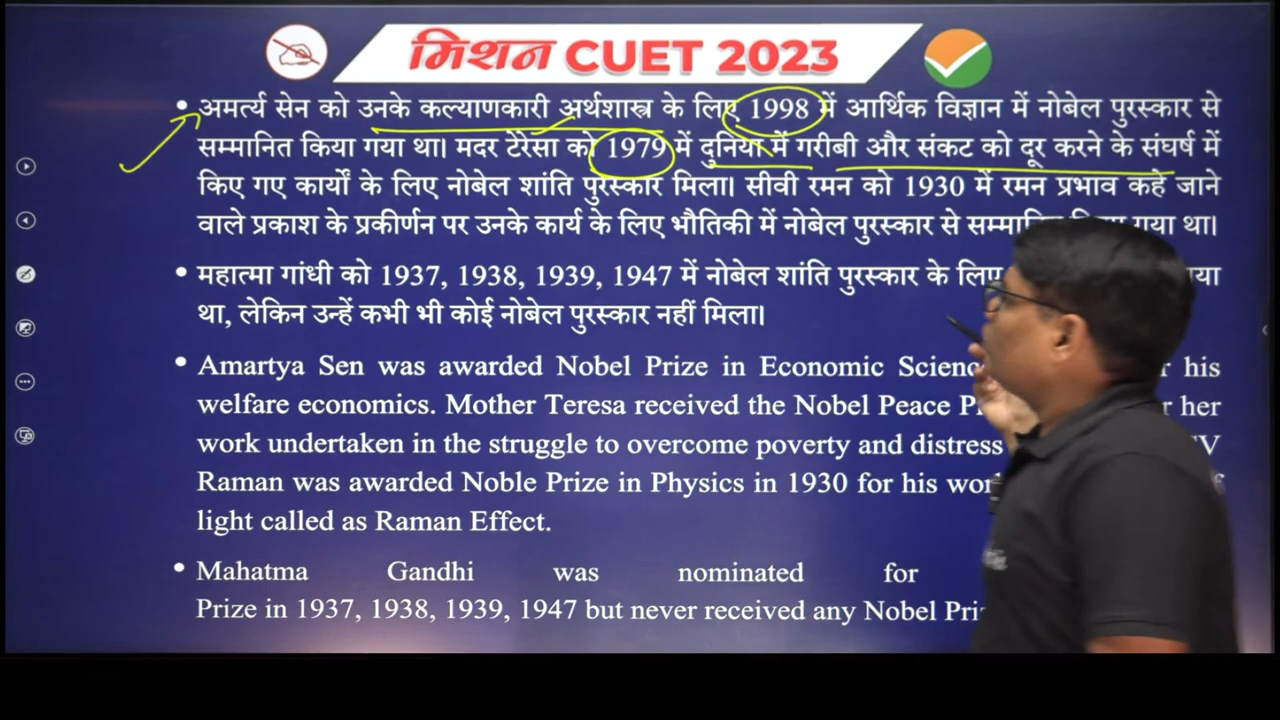 मिशन CUET 2023
• अमर्त्य सेन को उनके कल्याणकारी अर्थशास्त्र के लिए 1998 में आर्थिक विज्ञान में नोबेल पुरस्कार से
सम्मानित किया गया था। मदर टेरेसा को 1979 में दुनिया में गरीबी और संकट को दूर करने के संघर्ष में
किए गए कार्यों के लिए नोबेल शांति पुरस्कार मिला। सीवी रमन को 1930 में रमन प्रभाव कहे जाने
वाले प्रकाश के प्रकीर्णन पर उनके कार्य के लिए भौतिकी में नोबेल पुरस्कार से गया था।
• महात्मा गांधी को 1937, 1938, 1939, 1947 में नोबेल शांति पुरस्कार के लिए
था, लेकिन उन्हें कभी भी कोई नोबेल पुरस्कार नहीं मिला।
• Amartya Sen was awarded Nobel Prize in Economic his
welfare economics. Mother Teresa received the Nobel Peace her
work undertaken in the struggle to overcome poverty and distress
Raman was awarded Noble Prize in Physics in 1930 for his
light called as Raman Effect.
• Mahatma Gandhi was nominated for
Prize in 1937, 1938, 1939, 1947 but never received any Nobel